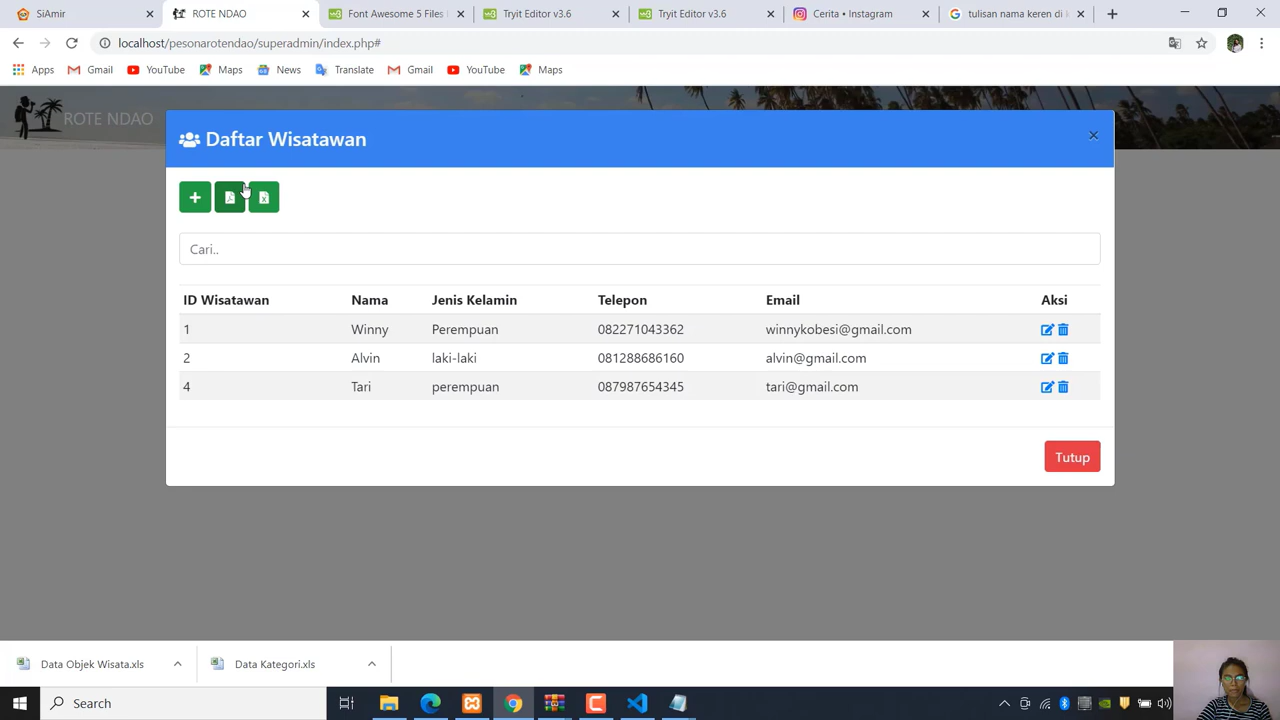 SiAmir
ROTE NDAO
Font Awesome 5 Files I
Tryit Editor v3.6
Tryit Editor v3.6
Cerita • Instagram
tulisan nama keren di k
localhost/pesonarotendao/superadmin/index.php#
Apps
Gmail
YouTube
Maps
News
Translate
Gmail
YouTube
Maps
ROTE NDAO
Daftar Wisatawan
Cari..
ID Wisatawan Nama Jenis Kelamin Telepon Email Aksi
1 Winny Perempuan 082271043362 winnykobesi@gmail.com
2 Alvin laki-laki 081288686160 alvin@gmail.com
4 Tari perempuan 087987654345 tari@gmail.com
Tutup
Data Objek Wisata.xls
Data Kategori.xls
Search